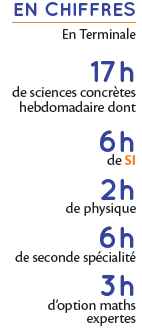 EN CHIFFRES
En Terminale
17 h
de sciences concrètes
hebdomadaire dont
6 h
de SI
2 h
de physique
6 h
de seconde spécialité
3 h
d'option maths
expertes